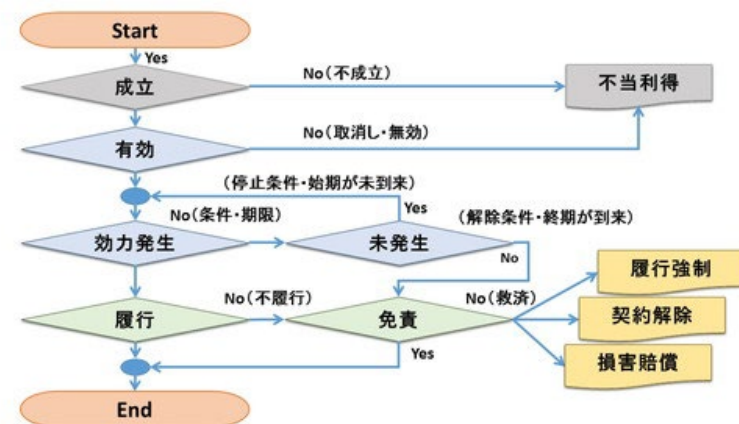 Start
Yes
成立
No(不成立)
不当利得
有効
No(取消し・無効)
(停止条件・始期が未到来)
Yes
No(条件・期限)
(解除条件・終期が到来)
効力発生
未発生
No
履行強制
No(不履行)
No(救済)
履行
免責
契約解除
Yes
損害賠償
End